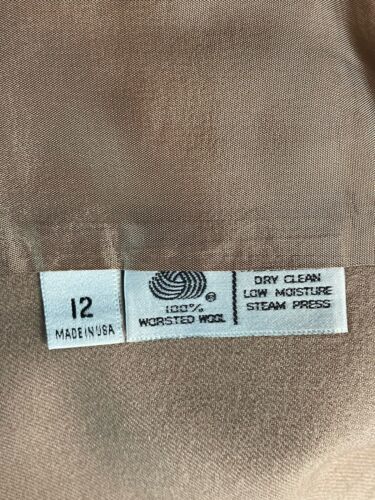 12
MADE IN USA
100%
®
WORSTED WOOL
DRY CLEAN
LOW MOISTURE
STEAM PRESS